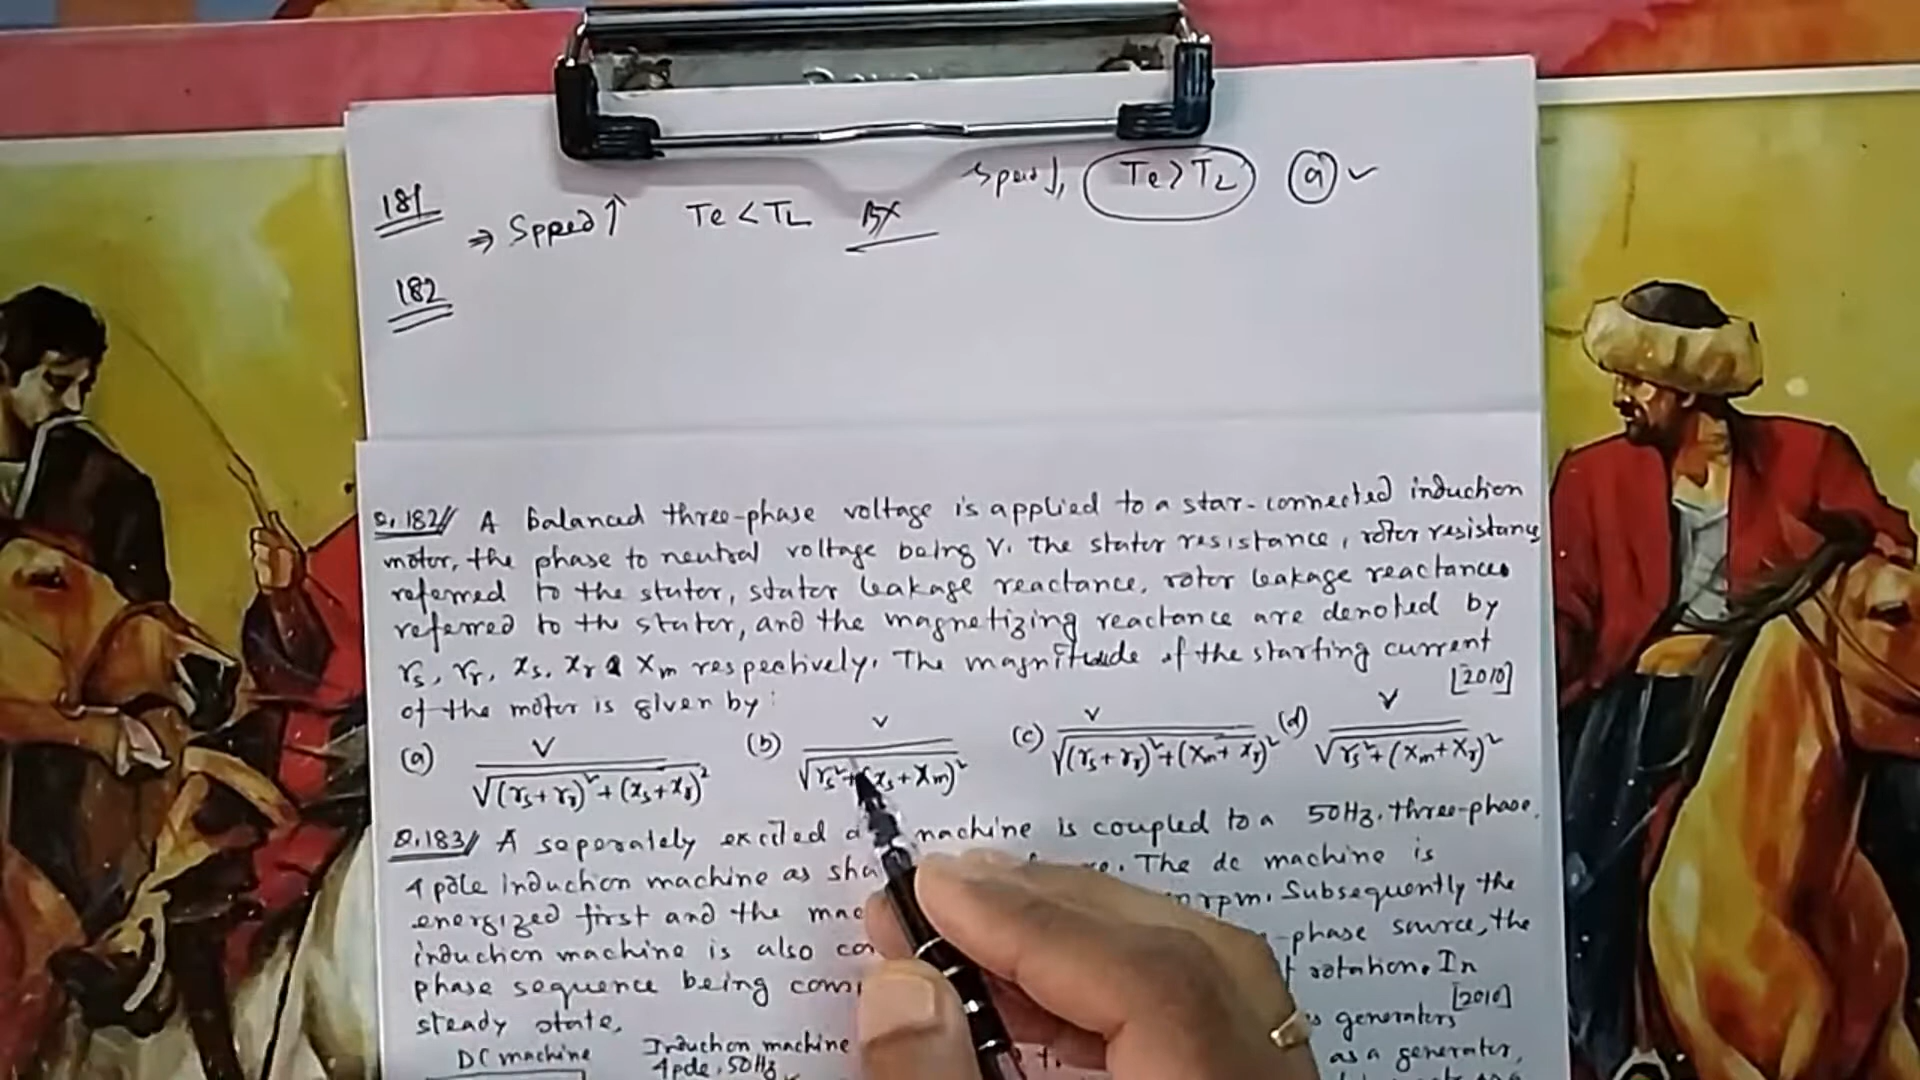 181
⇒ Spped↑ Te < TL B×
Speed↓, Te > TL (a) ✓
182
Q.182// A balanced three-phase voltage is applied to a star-connected induction
motor, the phase to neutral voltage being V. The stator resistance, rotor resistance
referred to the stator, stator leakage reactance, rotor leakage reactance
referred to the stator, and the magnetizing reactance are denoted by
rs, rr, xs, xr & Xm respectively. The magnitude of the starting current
of the motor is given by: [2010]
(a) V/√(rs+rr)²+(xs+xr)² (b) V/√rs²+(xs+Xm)² (c) V/√(rs+rr)²+(Xm+xr)² (d) V/√rs²+(Xm+Xr)²
Q.183// A seperately excited machine is coupled to a 50Hz, three-phase,
4 pole induction machine as The dc machine is
energized first and the rpm. Subsequently the
induction machine is also -phase source, the
phase sequence being rotation. In
steady state, [2010]
generators
DC machine Induction machine as a generator,
4 pole, 50Hz